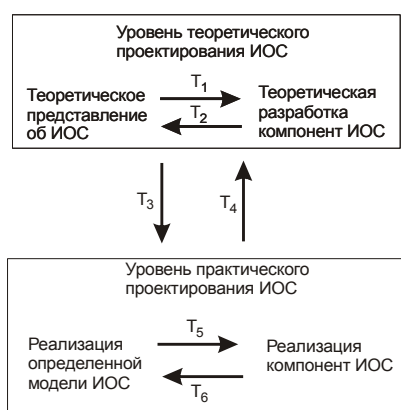 Уровень теоретического
проектирования ИОС
Теоретическое
представление
об ИОС
T1
T2
Теоретическая
разработка
компонент ИОС
T3
T4
Уровень практического
проектирования ИОС
Реализация
определенной
модели ИОС
T5
T6
Реализация
компонент ИОС